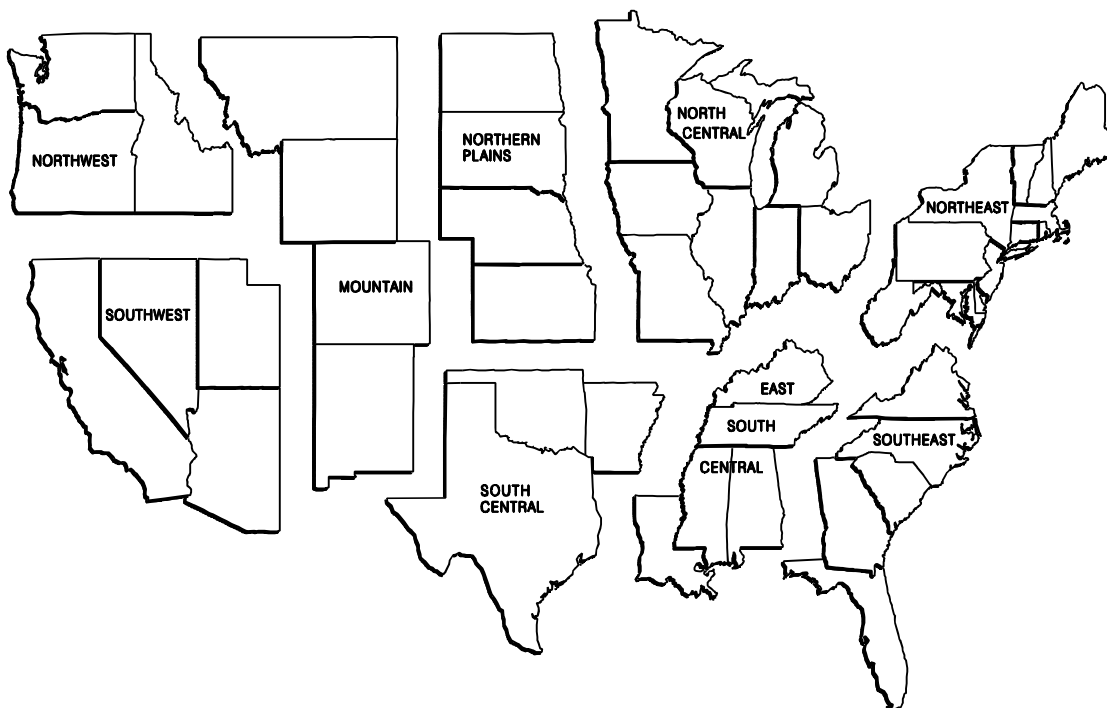 NORTHWEST
NORTHERN
PLAINS
NORTH
CENTRAL
NORTHEAST
SOUTHWEST
MOUNTAIN
EAST
SOUTH
CENTRAL
SOUTHEAST
SOUTH
CENTRAL